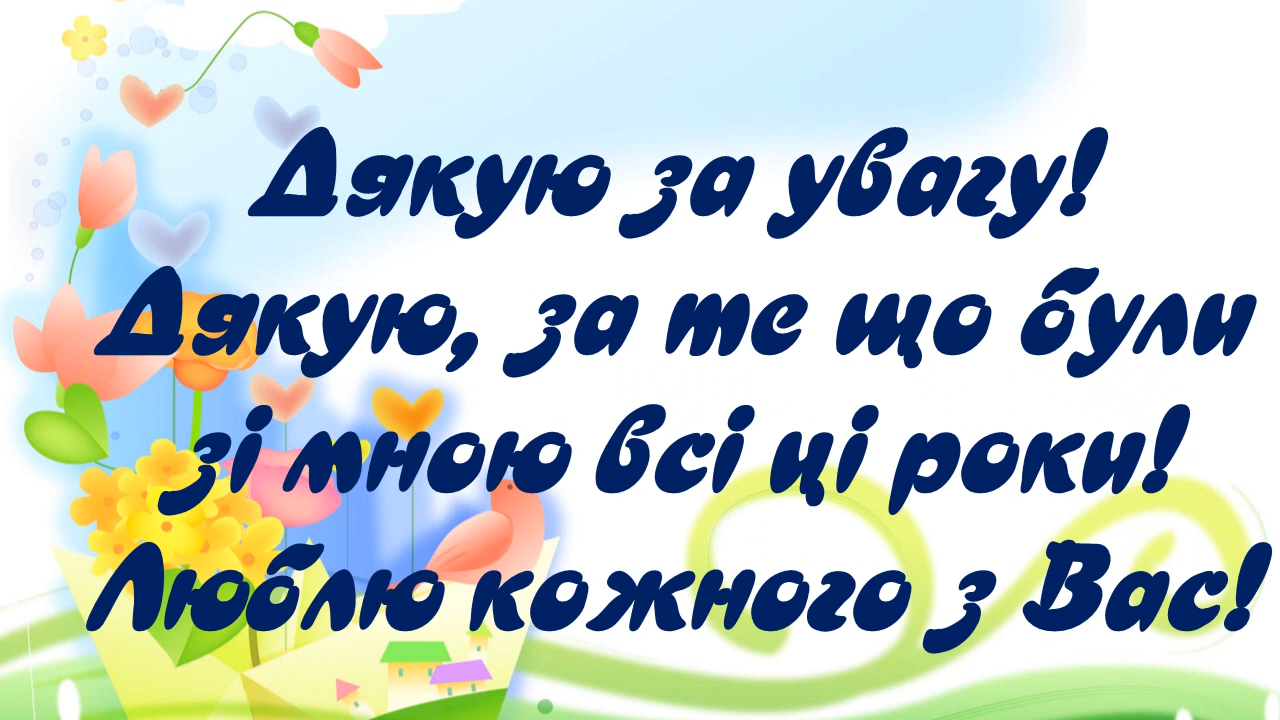 Дякую за увагу!
Дякую, за те що були
зі мною всі ці роки!
Люблю кожного з Вас!